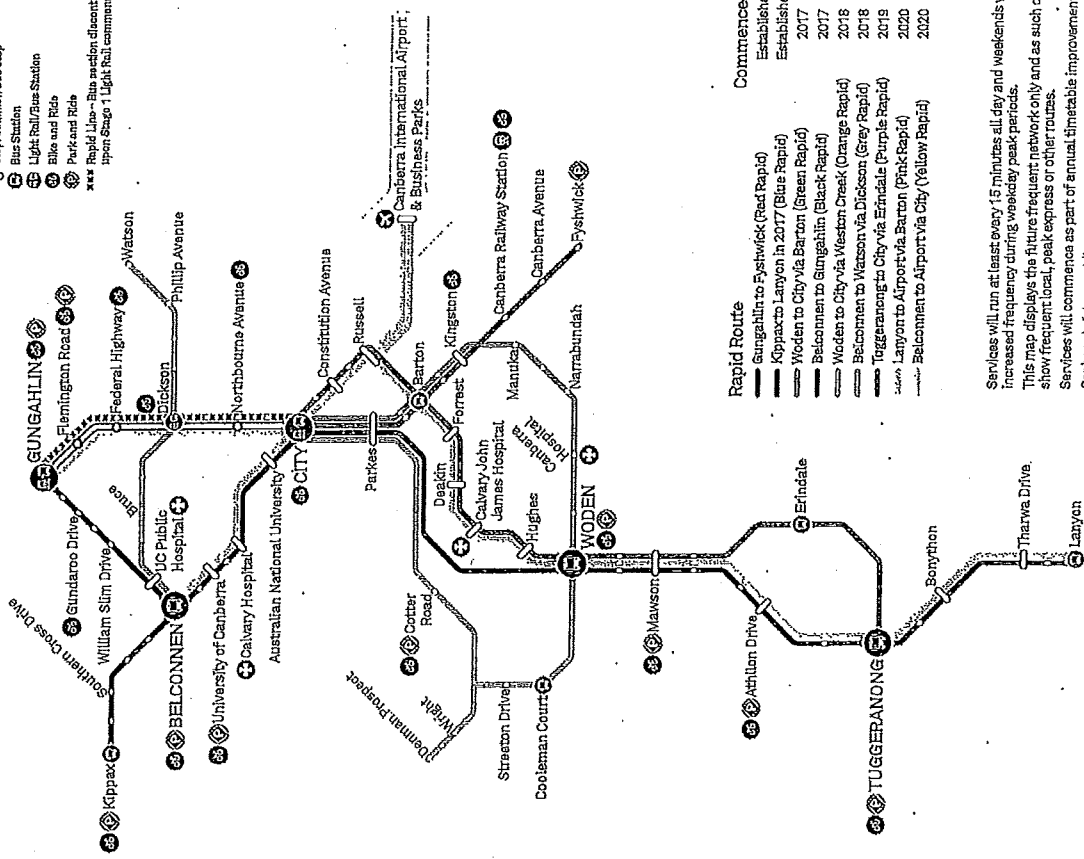 Bus Station
Light Rail/Bus Station
Bike and Ride
Park and Ride
xxx Rapid Line – Bus section
upon Stage 1 Light Rail
GUNGAHLIN
Flemington Road
Federal Highway
Dickson
Northbourne Avenue
Watson
Phillip Avenue
Gundaroo Drive
William Slim Drive
Southern Cross Drive
Bruce
UC Public
Hospital
Kippax
BELCONNEN
University of Canberra
Calvary Hospital
Australian National University
CITY
Constitution Avenue
Russell
Canberra International Airport
& Business Parks
Parkes
Barton
Kingston
Canberra Railway Station
Canberra Avenue
Fyshwick
Forrest
Manuka
Narrabundah
Deakin
Calvary John
James Hospital
Canberra
Hospital
Hughes
Cotter
Road
Denman Prospect
Wright
Streeton Drive
Cooleman Court
WODEN
Mawson
Athllon Drive
Erindale
TUGGERANONG
Bonython
Tharwa Drive
Lanyon
Rapid Route Commence
Gungahlin to Fyshwick (Red Rapid)
Kippax to Lanyon in 2017 (Blue Rapid)
Woden to City via Barton (Green Rapid) 2017
Belconnen to Gungahlin (Black Rapid) 2017
Woden to City via Weston Creek (Orange Rapid) 2018
Belconnen to Watson via Dickson (Grey Rapid) 2018
Tuggeranong to City via Erindale (Purple Rapid) 2019
Lanyon to Airport via Barton (Pink Rapid) 2020
Belconnen to Airport via City (Yellow Rapid) 2020
Services will run at least every 15 minutes all day and weekends
increased frequency during weekday peak periods.
This map displays the future frequent network only and as such
show frequent local, peak express or other routes.
Services will commence as part of annual timetable